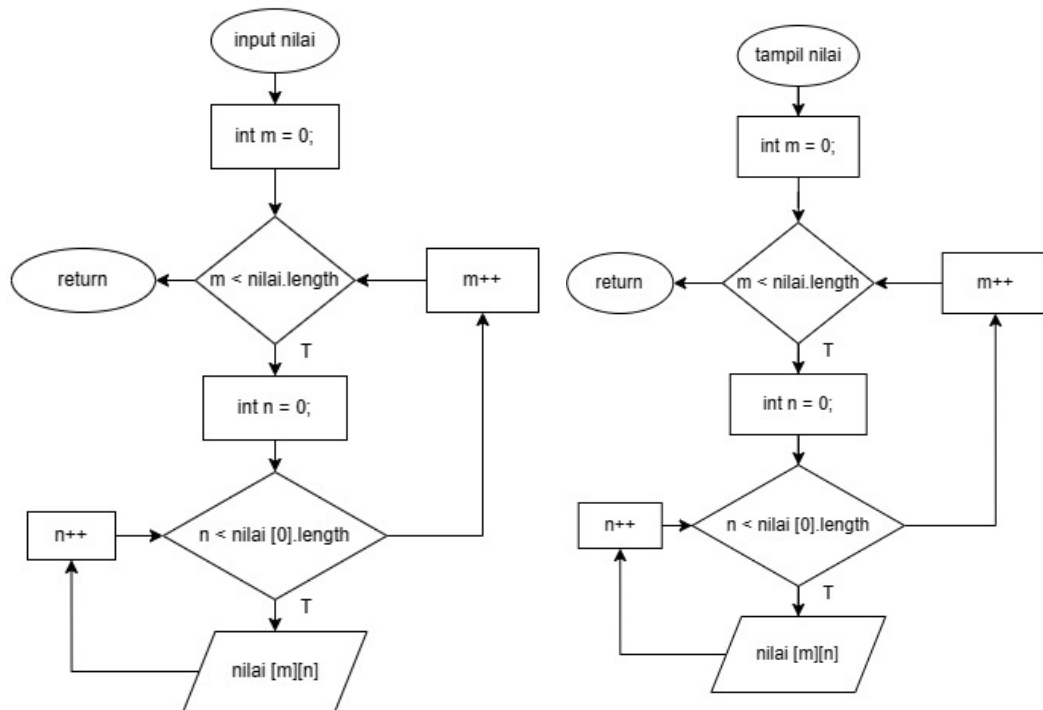 input nilai
int m = 0;
m < nilai.length
return
m++
T
int n = 0;
n < nilai [0].length
n++
T
nilai [m][n]
tampil nilai
int m = 0;
m < nilai.length
return
m++
T
int n = 0;
n < nilai [0].length
n++
T
nilai [m][n]